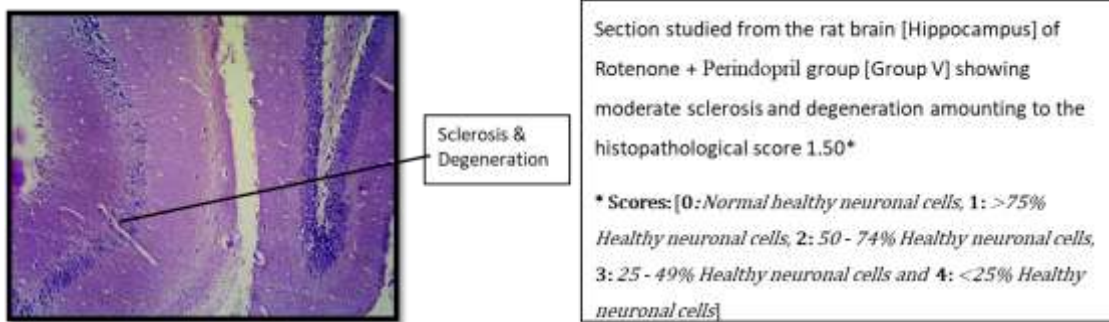 Sclerosis &
Degeneration
Section studied from the rat brain [Hippocampus] of
Rotenone + Perindopril group [Group V] showing
moderate sclerosis and degeneration amounting to the
histopathological score 1.50*
* Scores: [0: Normal healthy neuronal cells, 1: >75%
Healthy neuronal cells, 2: 50 - 74% Healthy neuronal cells,
3: 25 - 49% Healthy neuronal cells and 4: <25% Healthy
neuronal cells]